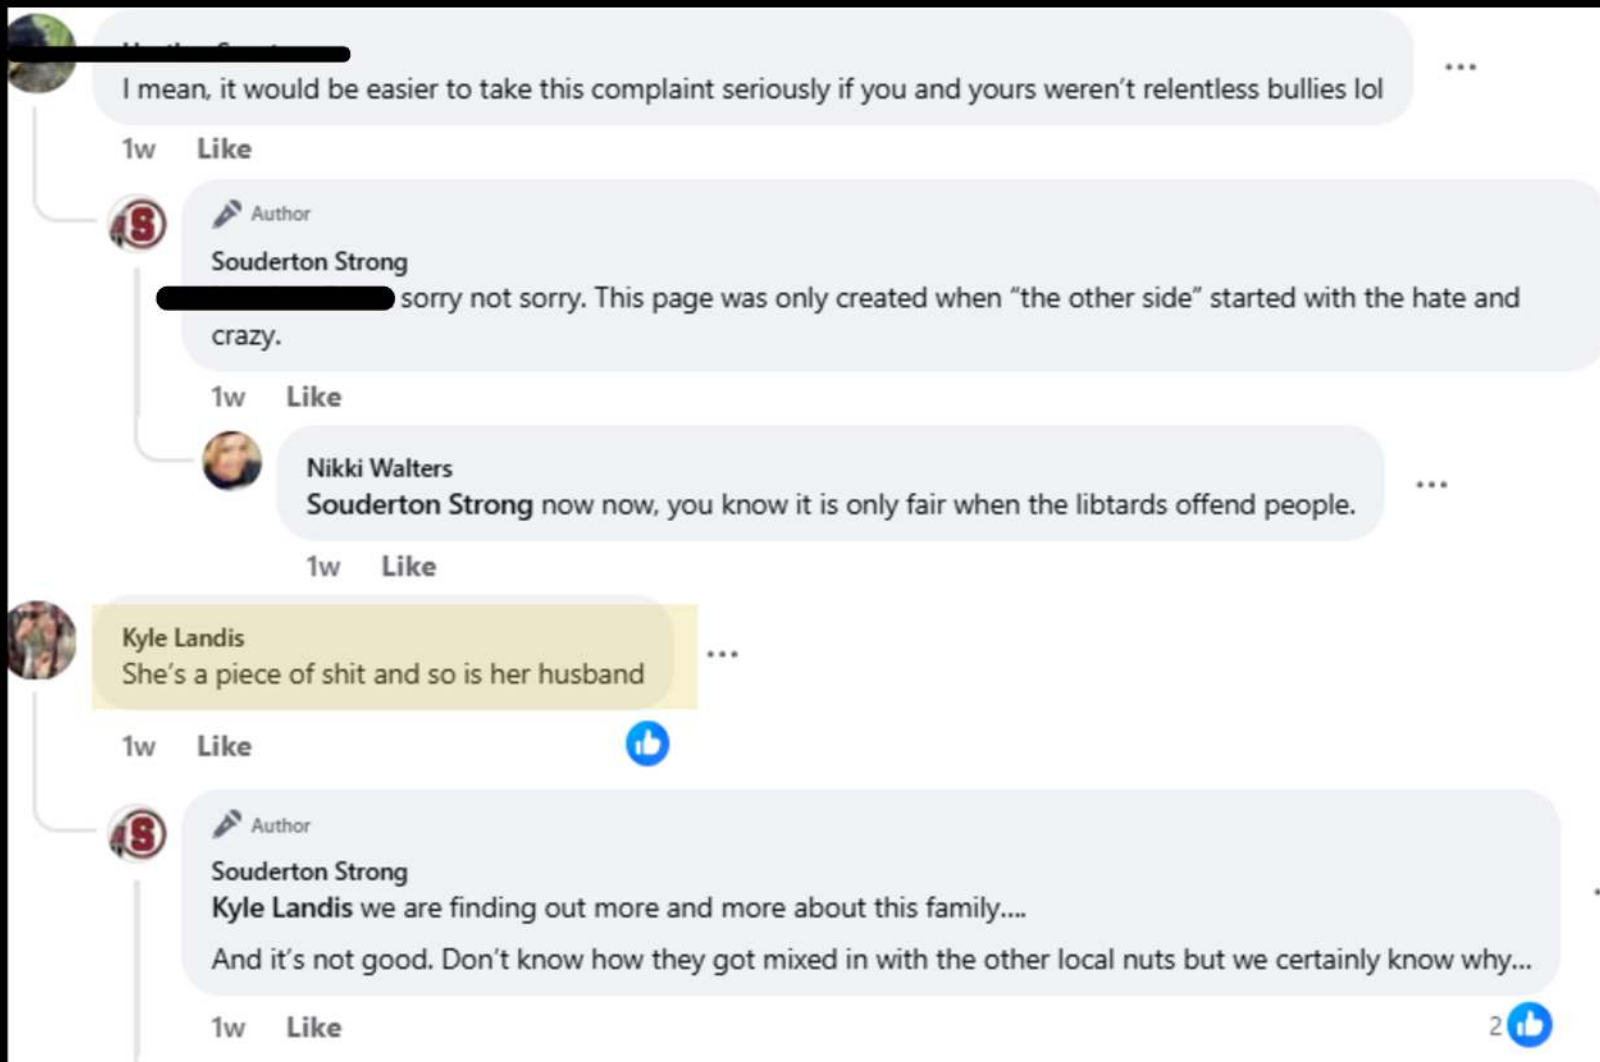 I mean, it would be easier to take this complaint seriously if you and yours weren't relentless bullies lol
1w Like
Author
Souderton Strong
sorry not sorry. This page was only created when “the other side” started with the hate and
crazy.
1w Like
Nikki Walters
Souderton Strong now now, you know it is only fair when the libtards offend people.
1w Like
Kyle Landis
She's a piece of shit and so is her husband
1w Like
Author
Souderton Strong
Kyle Landis we are finding out more and more about this family....
And it's not good. Don't know how they got mixed in with the other local nuts but we certainly know why...
1w Like 2